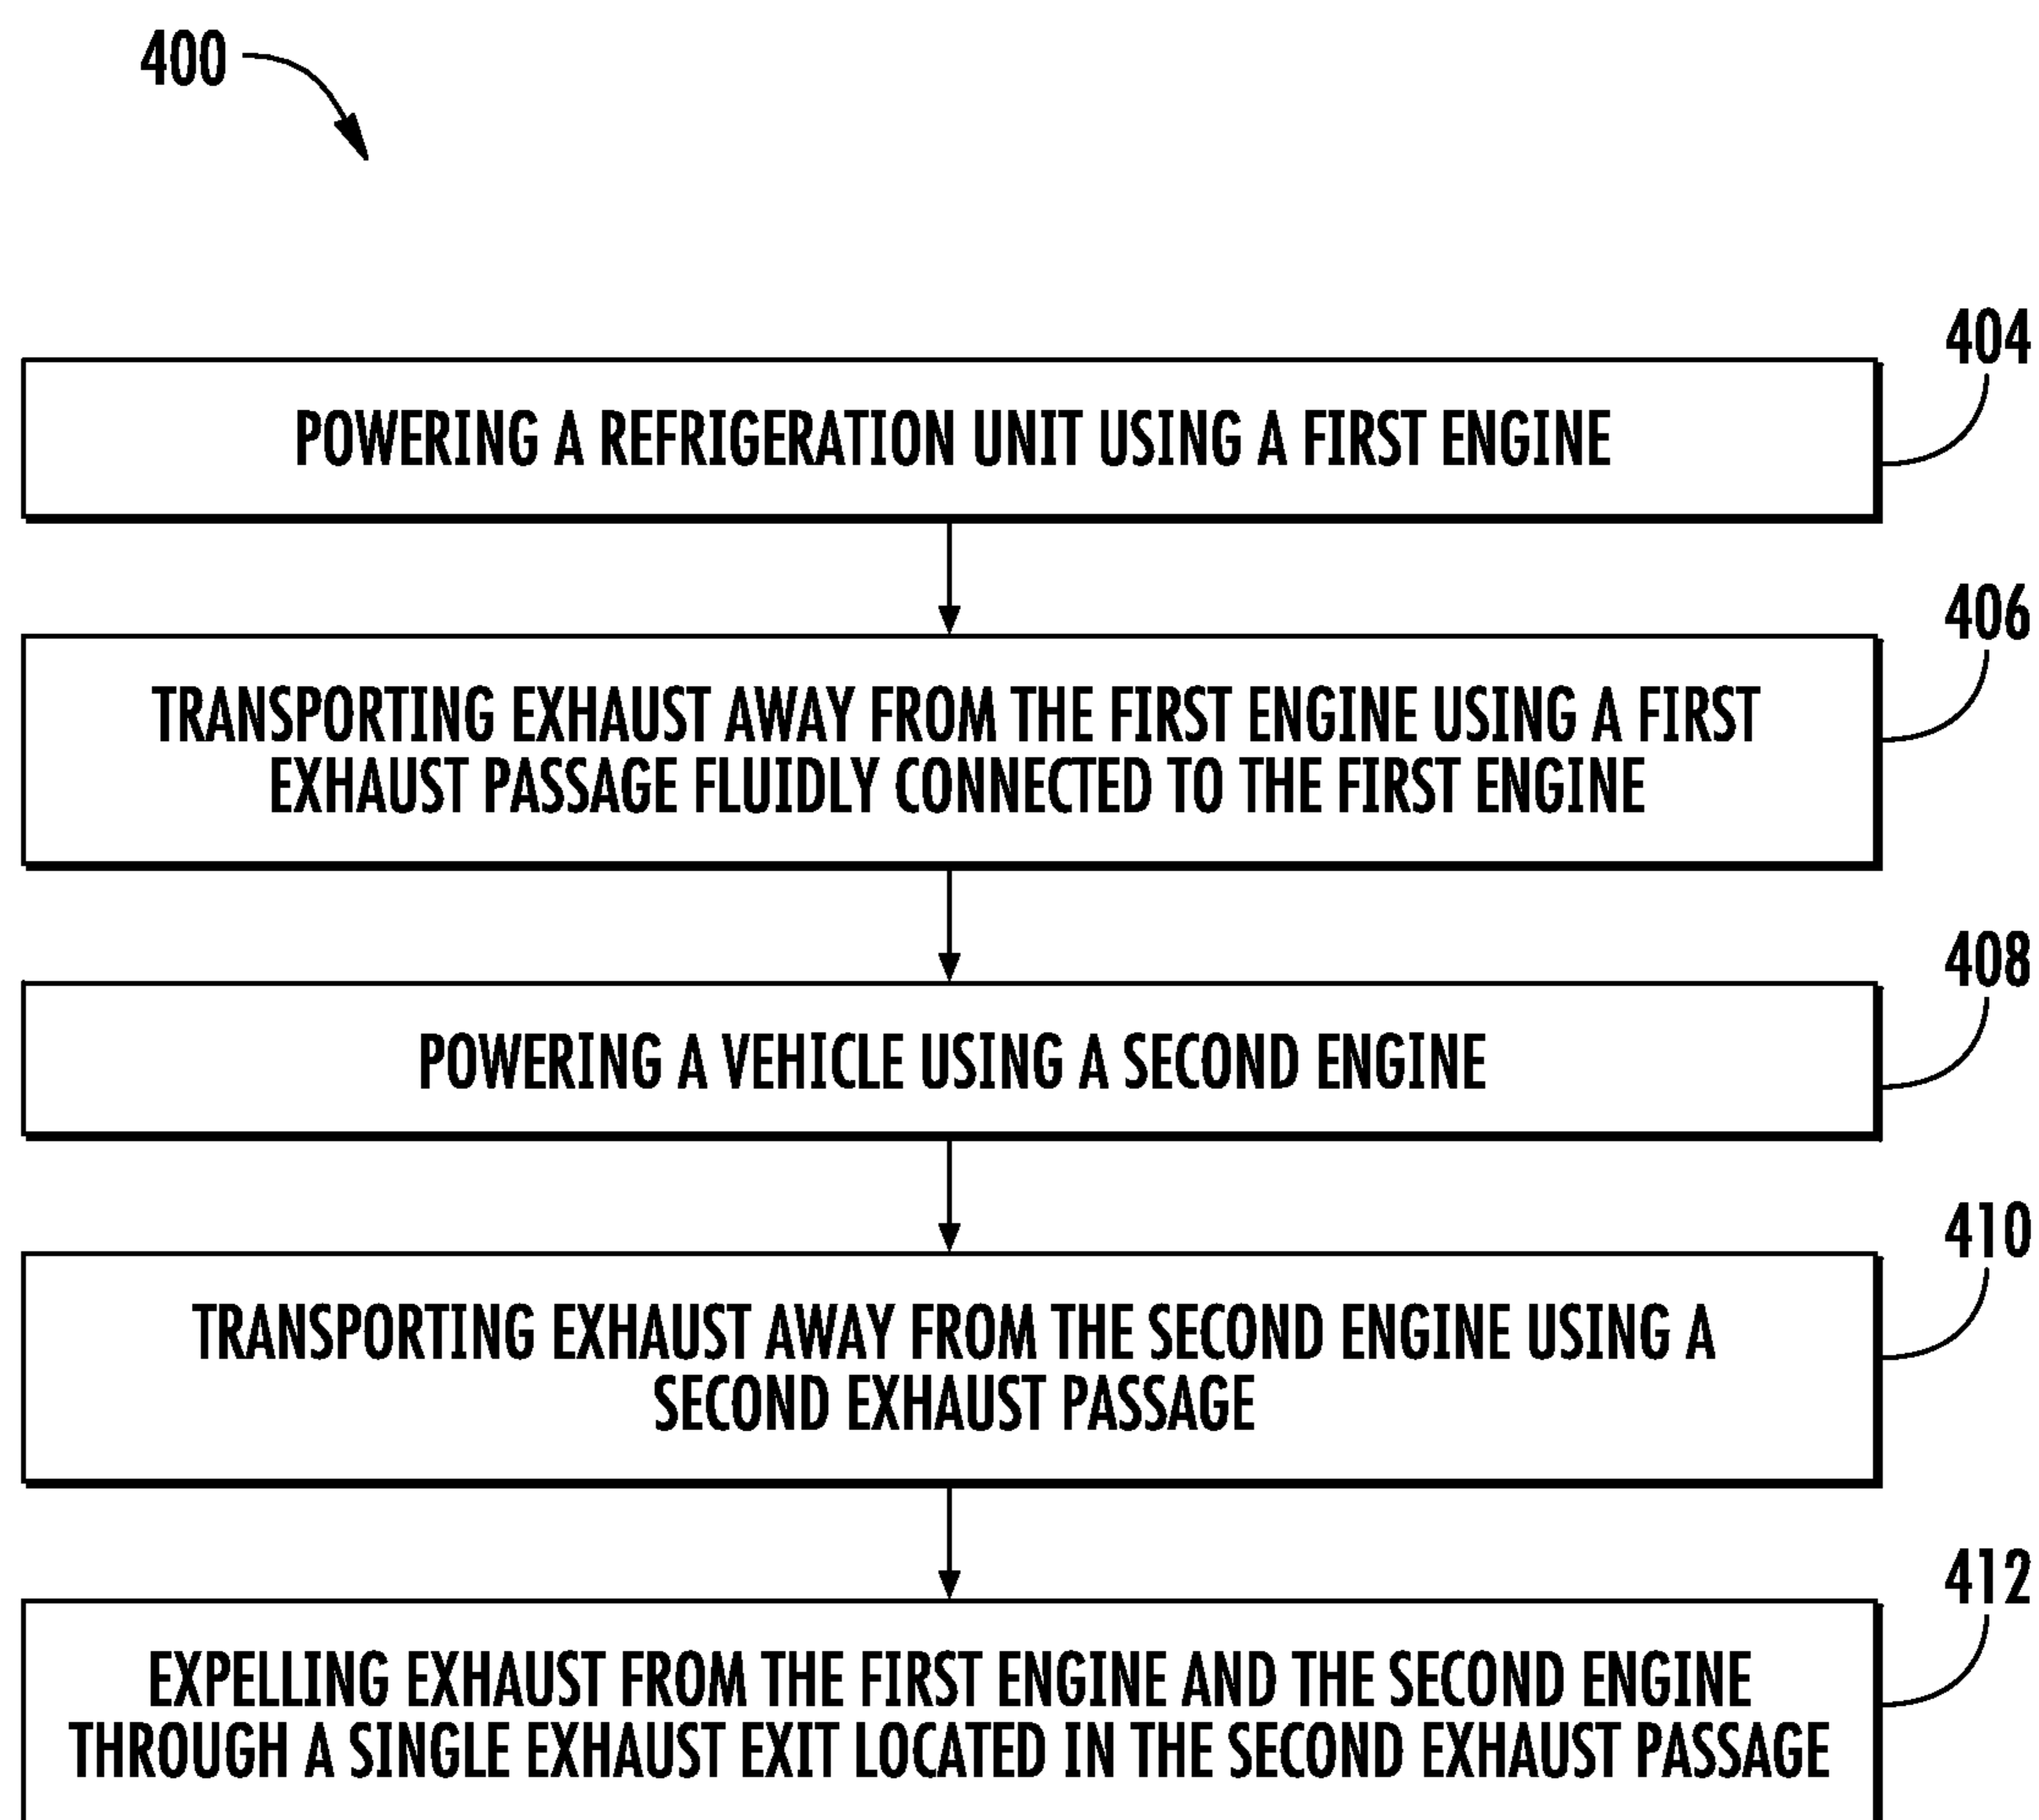 400
404
POWERING A REFRIGERATION UNIT USING A FIRST ENGINE
406
TRANSPORTING EXHAUST AWAY FROM THE FIRST ENGINE USING A FIRST
EXHAUST PASSAGE FLUIDLY CONNECTED TO THE FIRST ENGINE
408
POWERING A VEHICLE USING A SECOND ENGINE
410
TRANSPORTING EXHAUST AWAY FROM THE SECOND ENGINE USING A
SECOND EXHAUST PASSAGE
412
EXPELLING EXHAUST FROM THE FIRST ENGINE AND THE SECOND ENGINE
THROUGH A SINGLE EXHAUST EXIT LOCATED IN THE SECOND EXHAUST PASSAGE